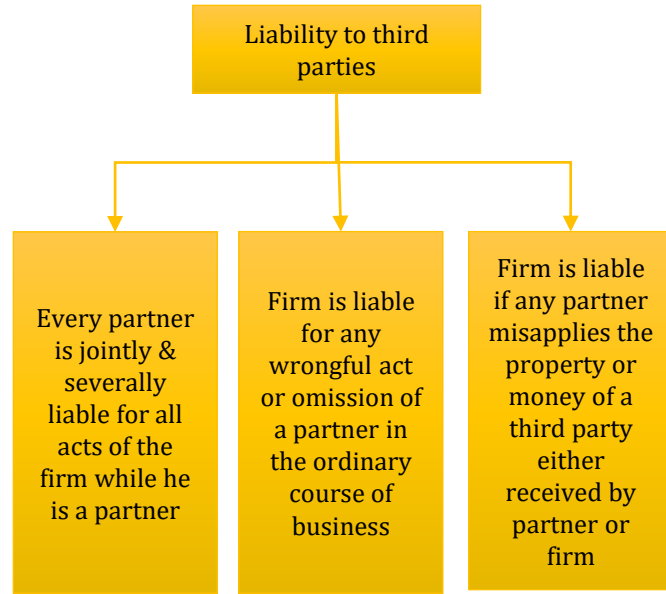 Liability to third
parties
Every partner
is jointly &
severally
liable for all
acts of the
firm while he
is a partner
Firm is liable
for any
wrongful act
or omission of
a partner in
the ordinary
course of
business
Firm is liable
if any partner
misapplies the
property or
money of a
third party
either
received by
partner or
firm